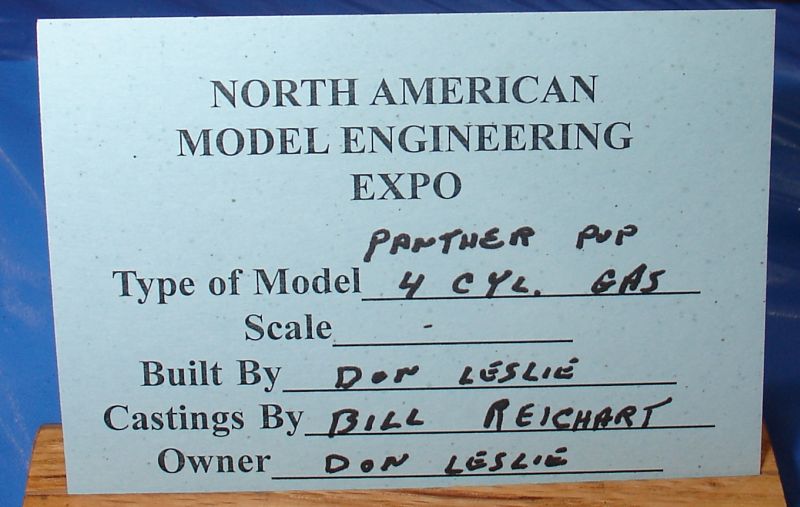 NORTH AMERICAN
MODEL ENGINEERING
EXPO
PANTHER PUP
Type of Model 4 CYL. GAS
Scale -
Built By DON LESLIE
Castings By BILL REICHART
Owner DON LESLIE